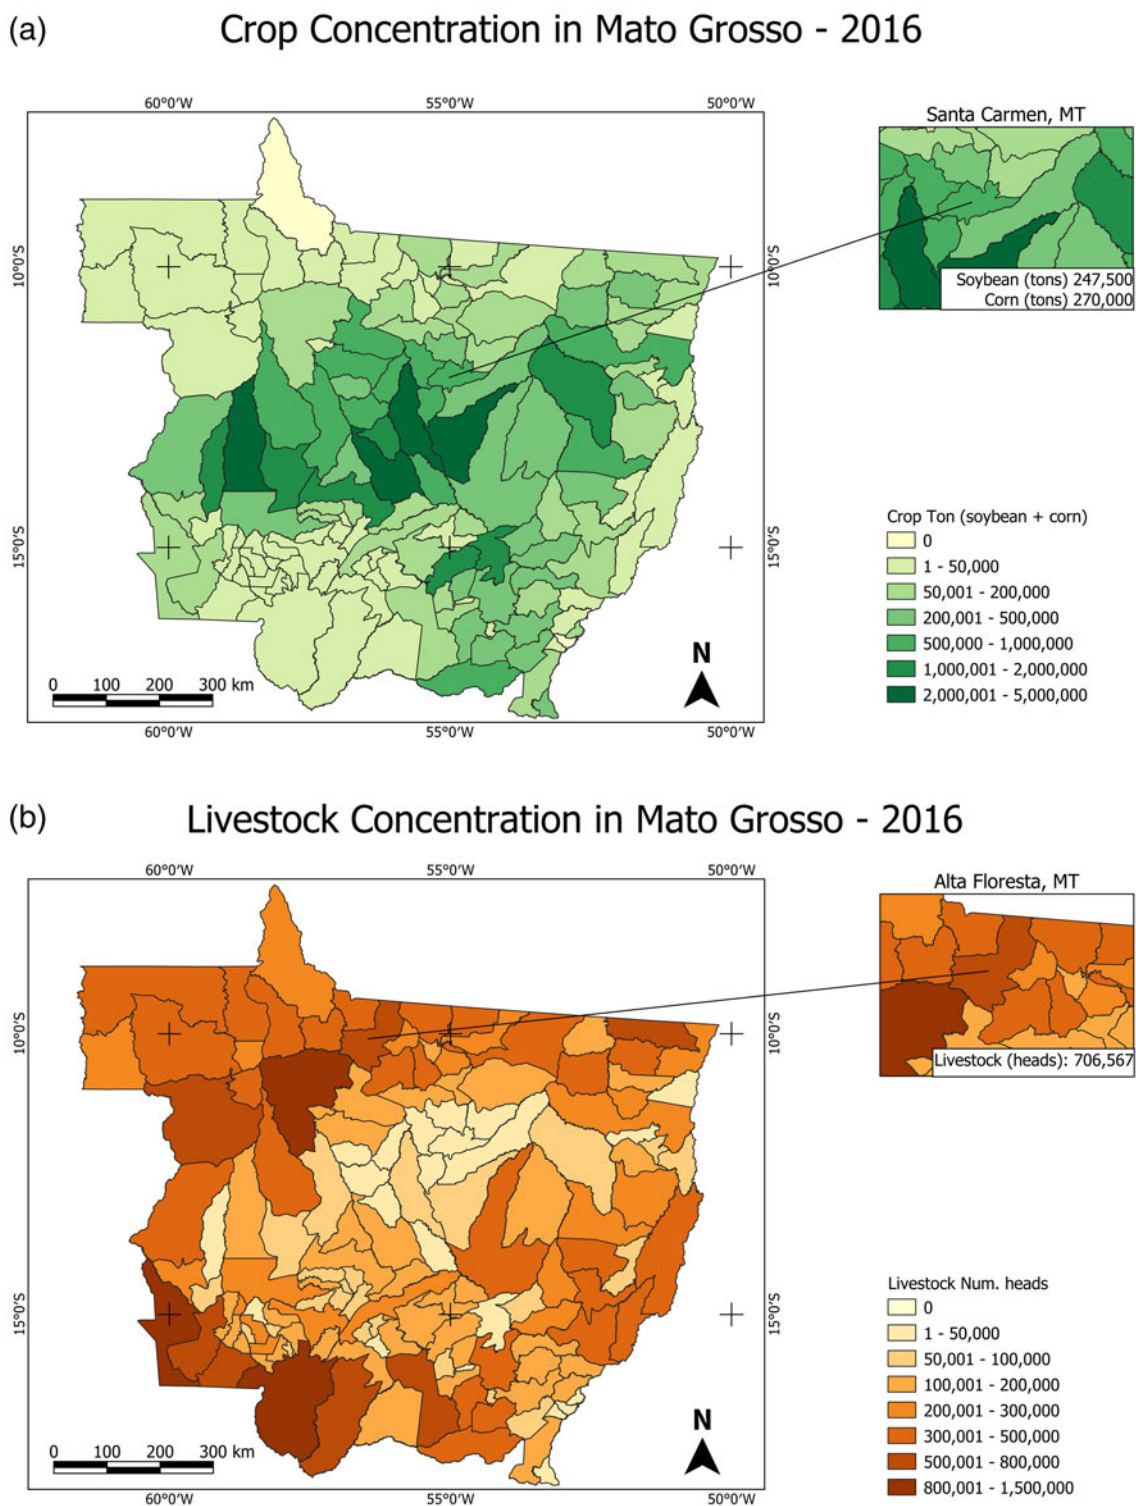 (a) Crop Concentration in Mato Grosso - 2016
60°0'W 55°0'W 50°0'W
Santa Carmen, MT
10°0'S 10°0'S
Soybean (tons) 247,500
Corn (tons) 270,000
15°0'S 15°0'S
Crop Ton (soybean + corn)
0
1 - 50,000
50,001 - 200,000
200,001 - 500,000
500,000 - 1,000,000
1,000,001 - 2,000,000
2,000,001 - 5,000,000
N
0 100 200 300 km
60°0'W 55°0'W 50°0'W
(b) Livestock Concentration in Mato Grosso - 2016
60°0'W 55°0'W 50°0'W
Alta Floresta, MT
10°0'S 10°0'S
Livestock (heads): 706,567
15°0'S 15°0'S
Livestock Num. heads
0
1 - 50,000
50,001 - 100,000
100,001 - 200,000
200,001 - 300,000
300,001 - 500,000
500,001 - 800,000
800,001 - 1,500,000
N
0 100 200 300 km
60°0'W 55°0'W 50°0'W